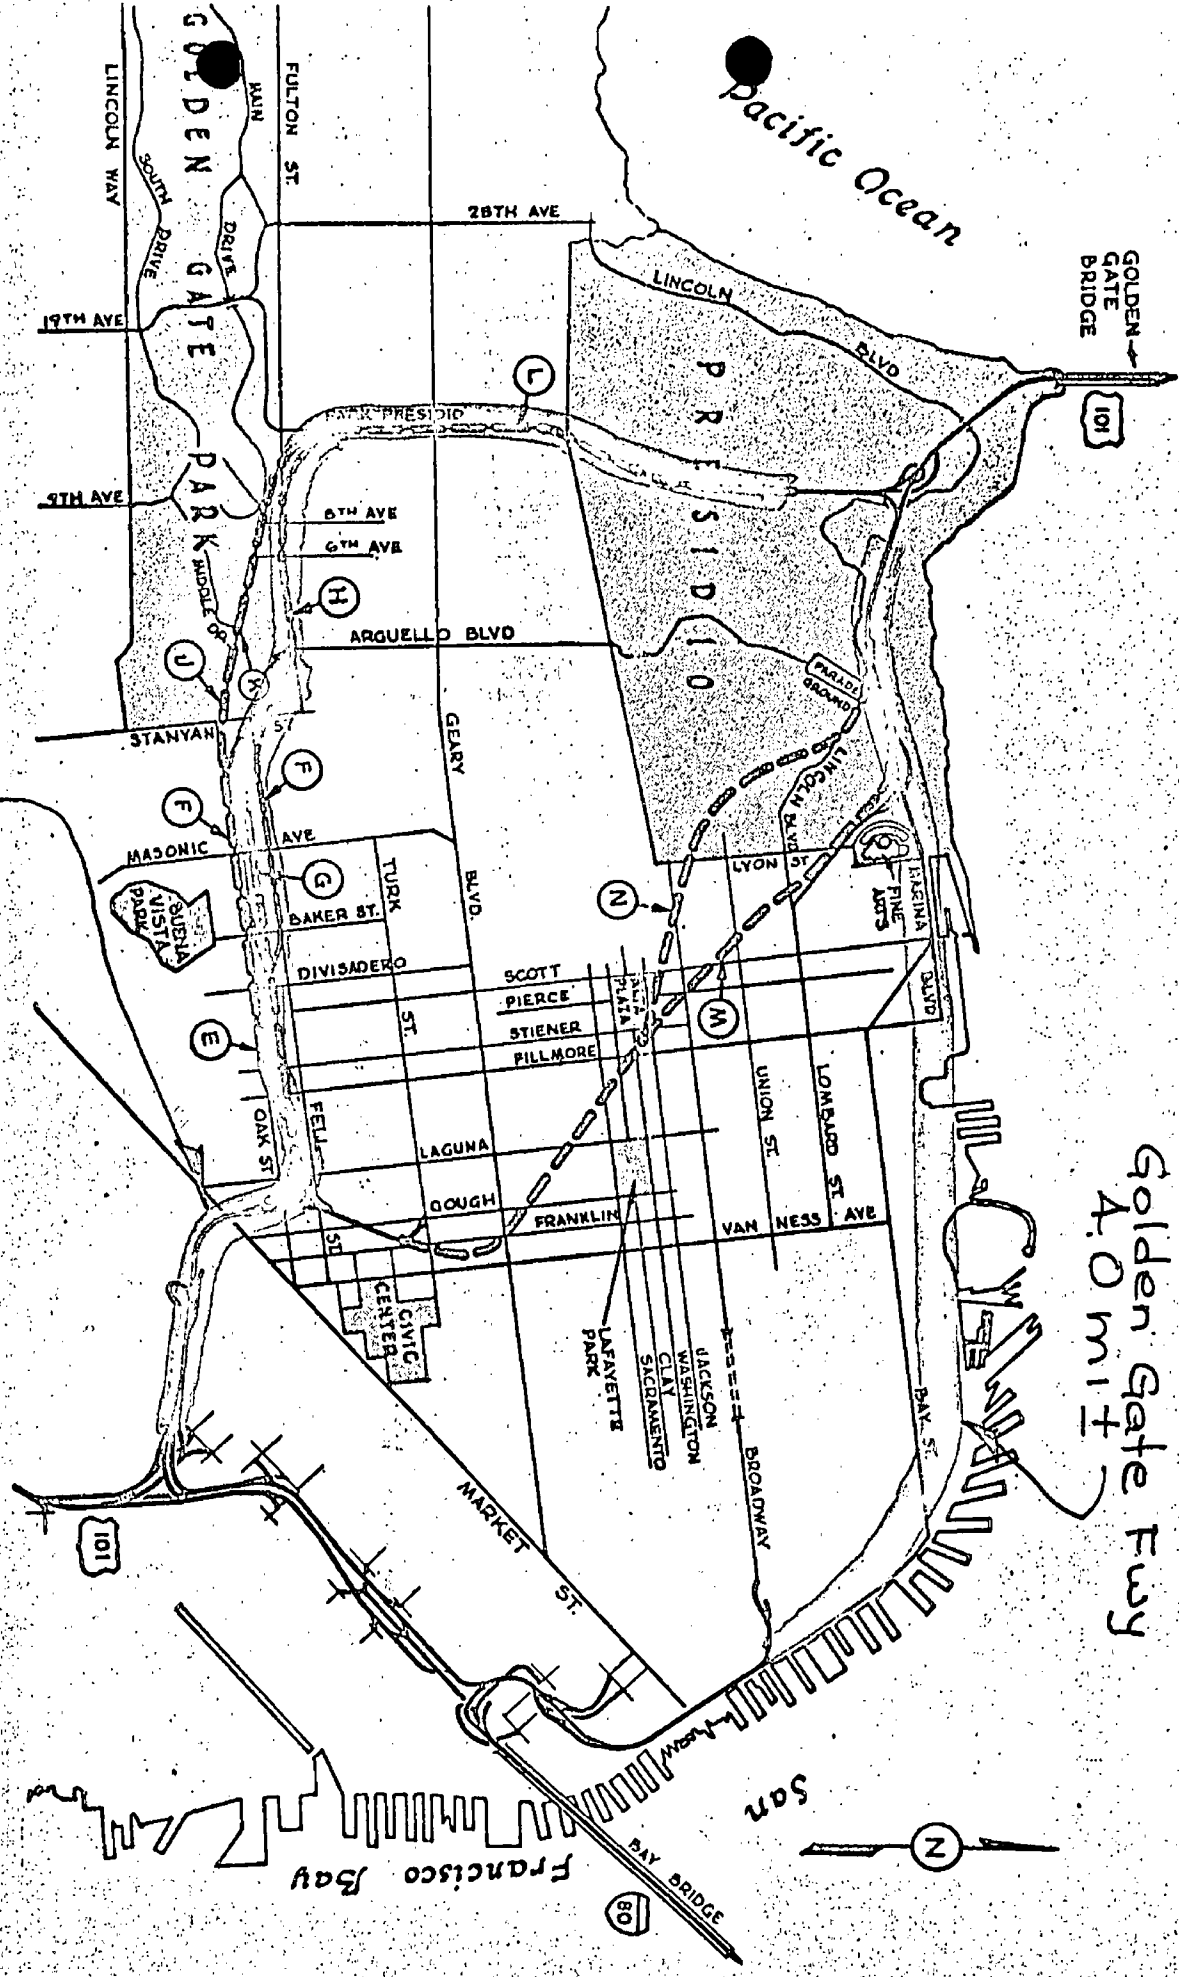 Golden Gate Fwy
4.0 mi ±
Pacific Ocean
GOLDEN
GATE
BRIDGE
101
LINCOLN
BLVD
PRESIDIO
28TH AVE
FULTON ST.
MAIN
DRIVE
GOLDEN GATE PARK
SOUTH
DRIVE
LINCOLN WAY
19TH AVE
9TH AVE
L
PARK PRESIDIO
8TH AVE
6TH AVE
H
MIDDLE DR
ARGUELLO BLVD
J
K
PARADE
GROUND
LINCOLN BLVD
STANYAN
ST
GEARY
BLVD.
F
F
MASONIC
AVE
G
TURK
ST.
BUENA
VISTA
PARK
BAKER ST.
LYON ST
FINE
ARTS
MARINA
BLVD
N
M
DIVISADERO
SCOTT
PIERCE
STIENER
FILLMORE
ALTA
PLAZA
E
OAK ST
FELL
ST
LAGUNA
GOUGH
FRANKLIN
VAN NESS AVE
UNION ST.
LOMBARD ST.
CIVIC
CENTER
LAFAYETTE
PARK
JACKSON
WASHINGTON
CLAY
SACRAMENTO
BROADWAY
BAY ST.
MARKET
ST.
101
San
Francisco Bay
N
BAY BRIDGE
80